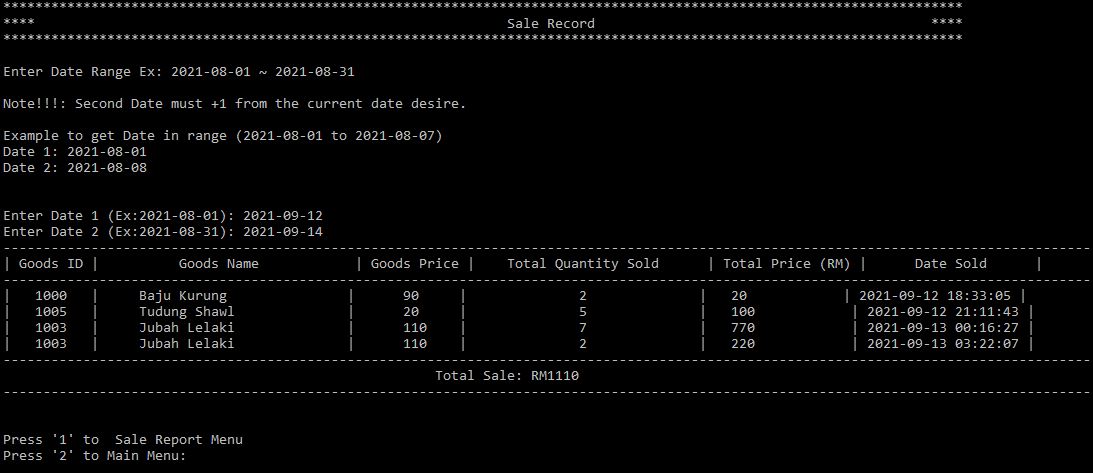 ************************************************************************************************************************
****                                                           Sale Record                                          ****
************************************************************************************************************************
Enter Date Range Ex: 2021-08-01 ~ 2021-08-31
Note!!!: Second Date must +1 from the current date desire.
Example to get Date in range (2021-08-01 to 2021-08-07)
Date 1: 2021-08-01
Date 2: 2021-08-08
Enter Date 1 (Ex:2021-08-01): 2021-09-12
Enter Date 2 (Ex:2021-08-31): 2021-09-14
----------------------------------------------------------------------------------------------------------------------------------------
| Goods ID |          Goods Name            | Goods Price |    Total Quantity Sold      | Total Price (RM) |      Date Sold      |
----------------------------------------------------------------------------------------------------------------------------------------
|   1000   |     Baju Kurung               |      90     |              2              |   20             | 2021-09-12 18:33:05 |
|   1005   |     Tudung Shawl              |      20     |              5              |   100             | 2021-09-12 21:11:43 |
|   1003   |     Jubah Lelaki              |      110    |              7              |   770             | 2021-09-13 00:16:27 |
|   1003   |     Jubah Lelaki              |      110    |              2              |   220             | 2021-09-13 03:22:07 |
----------------------------------------------------------------------------------------------------------------------------------------
                                                      Total Sale: RM1110
----------------------------------------------------------------------------------------------------------------------------------------
Press '1' to  Sale Report Menu
Press '2' to Main Menu: